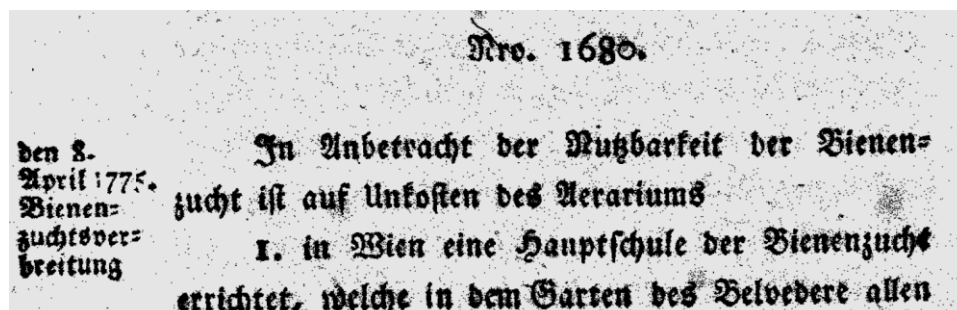 Nro. 1680.
den 8.
April 1775.
Bienen=
zuchtsver=
breitung
In Anbetracht der Nutzbarkeit der Bienen=
zucht ist auf Unkosten des Aerariums
1. in Wien eine Hauptschule der Bienenzucht
errichtet, welche in dem Garten des Belvedere allen